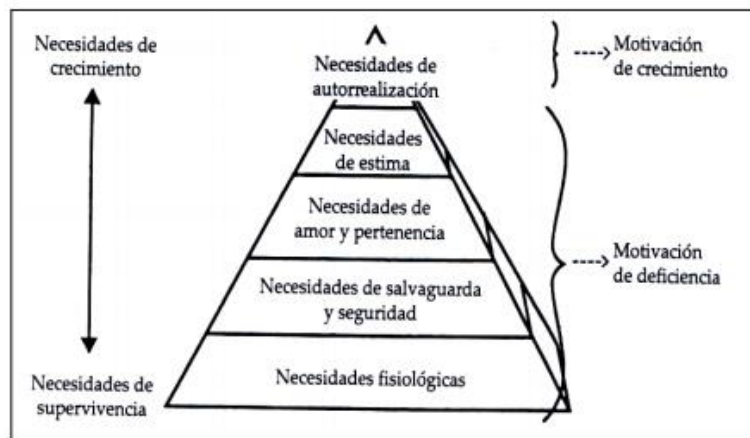 Necesidades de
crecimiento
Necesidades de
autorrealización
Motivación
de crecimiento
Necesidades
de estima
Necesidades de
amor y pertenencia
Motivación
de deficiencia
Necesidades de salvaguarda
y seguridad
Necesidades fisiológicas
Necesidades de
supervivencia